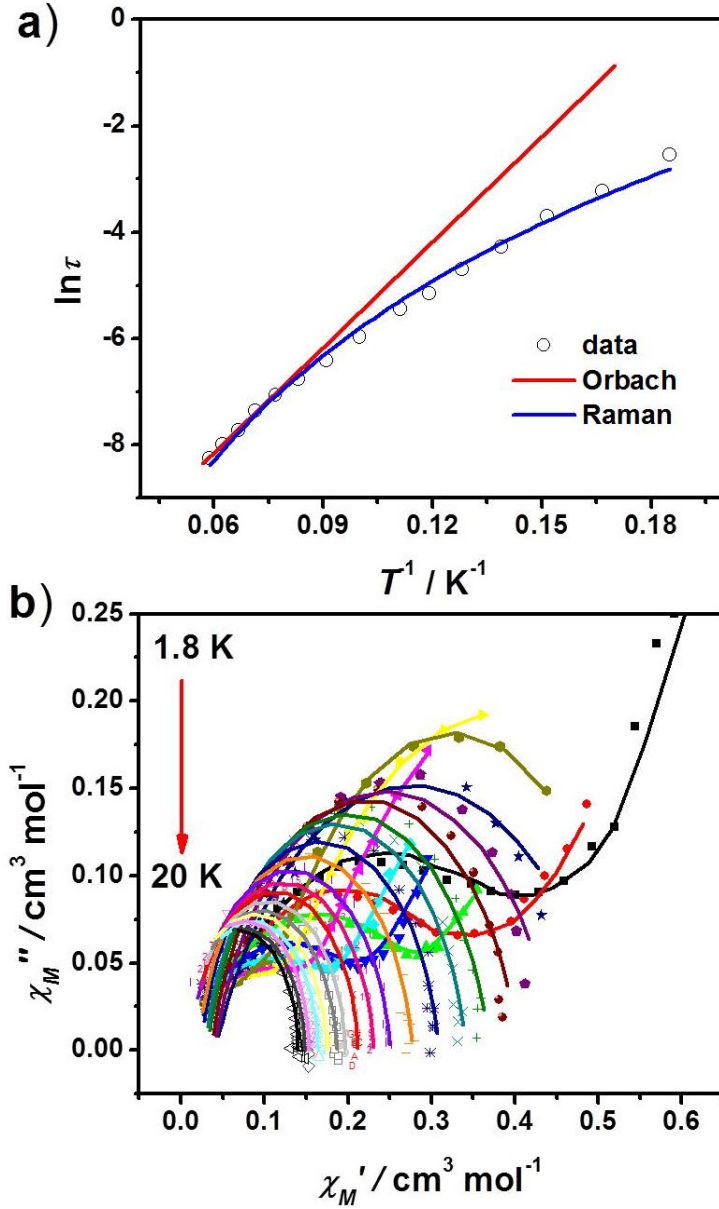 a)
0
-2
-4
-6
-8
ln τ
data
Orbach
Raman
0.06 0.09 0.12 0.15 0.18
T⁻¹ / K⁻¹
b)
0.25
0.20
0.15
0.10
0.05
0.00
1.8 K
20 K
χM'' / cm³ mol⁻¹
0.0 0.1 0.2 0.3 0.4 0.5 0.6
χM' / cm³ mol⁻¹